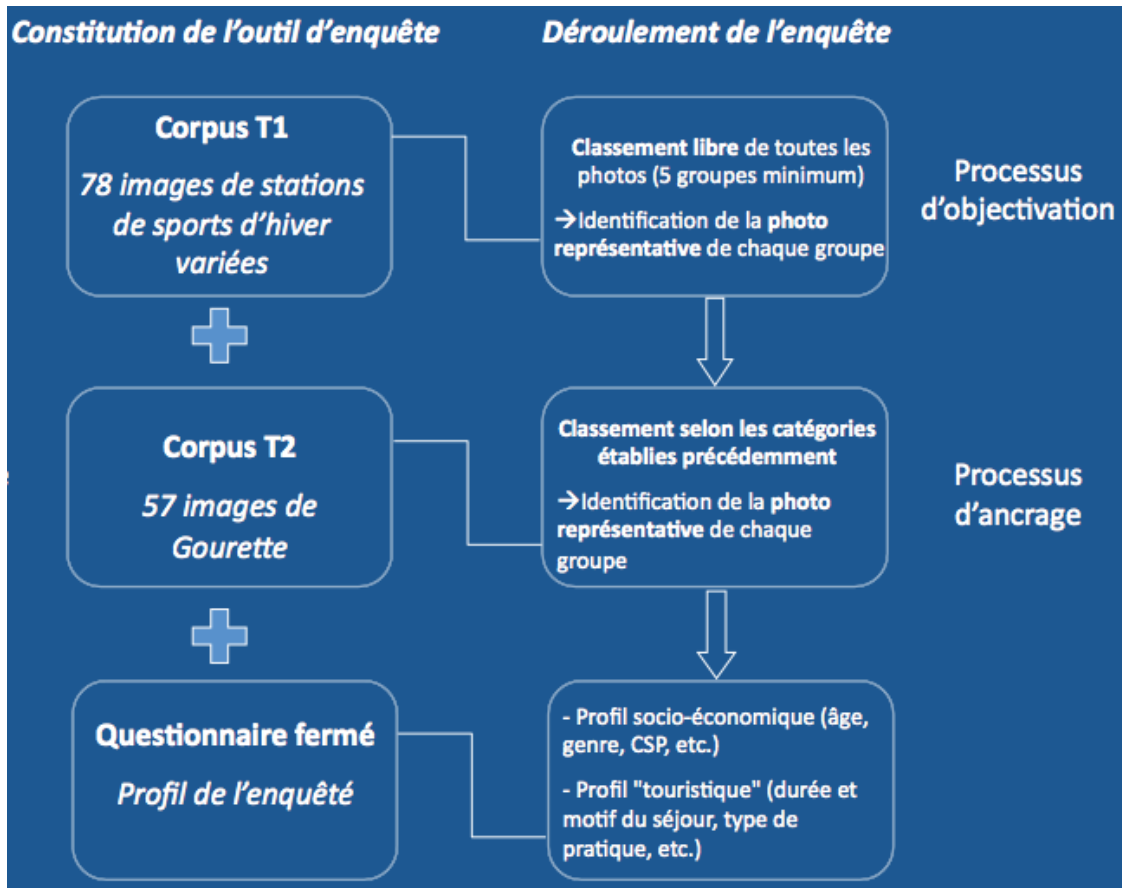 Constitution de l'outil d'enquête
Déroulement de l'enquête
Corpus T1
78 images de stations
de sports d'hiver
variées
Classement libre de toutes les
photos (5 groupes minimum)
→Identification de la photo
représentative de chaque groupe
Processus
d'objectivation
Corpus T2
57 images de
Gourette
Classement selon les catégories
établies précédemment
→Identification de la photo
représentative de chaque
groupe
Processus
d'ancrage
Questionnaire fermé
Profil de l'enquêté
- Profil socio-économique (âge,
genre, CSP, etc.)
- Profil "touristique" (durée et
motif du séjour, type de
pratique, etc.)